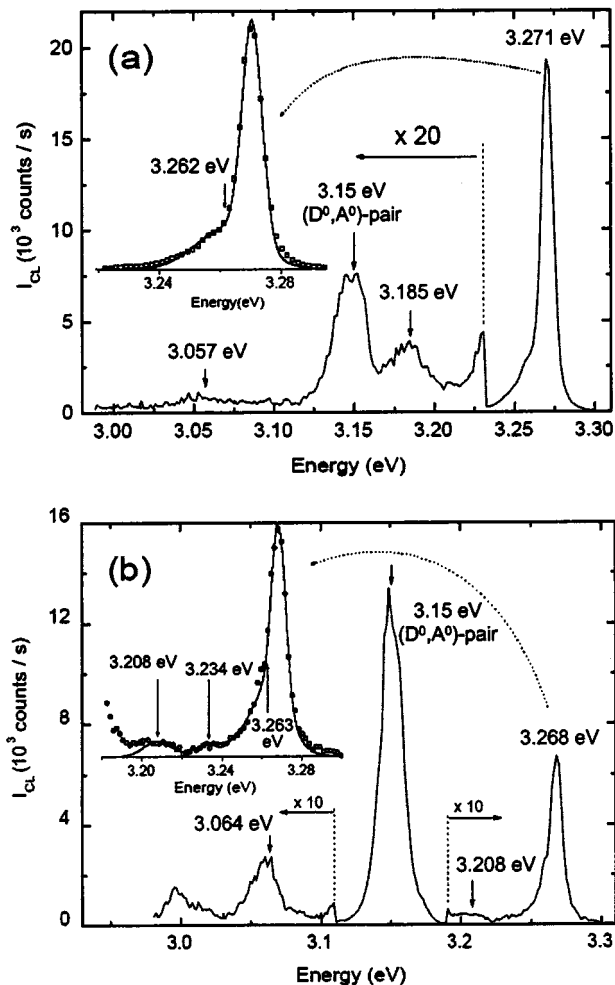 (a)
3.271 eV
3.262 eV
x 20
3.15 eV
(D⁰,A⁰)-pair
3.185 eV
3.057 eV
3.24 3.28
Energy(eV)
20
15
10
5
0
I_CL (10³ counts / s)
3.00 3.05 3.10 3.15 3.20 3.25 3.30
Energy (eV)
(b)
3.15 eV
(D⁰,A⁰)-pair
3.208 eV
3.234 eV
3.263
eV
3.268 eV
3.20 3.24 3.28
Energy (eV)
x 10
x 10
3.064 eV
3.208 eV
16
12
8
4
0
I_CL (10³ counts / s)
3.0 3.1 3.2 3.3
Energy (eV)